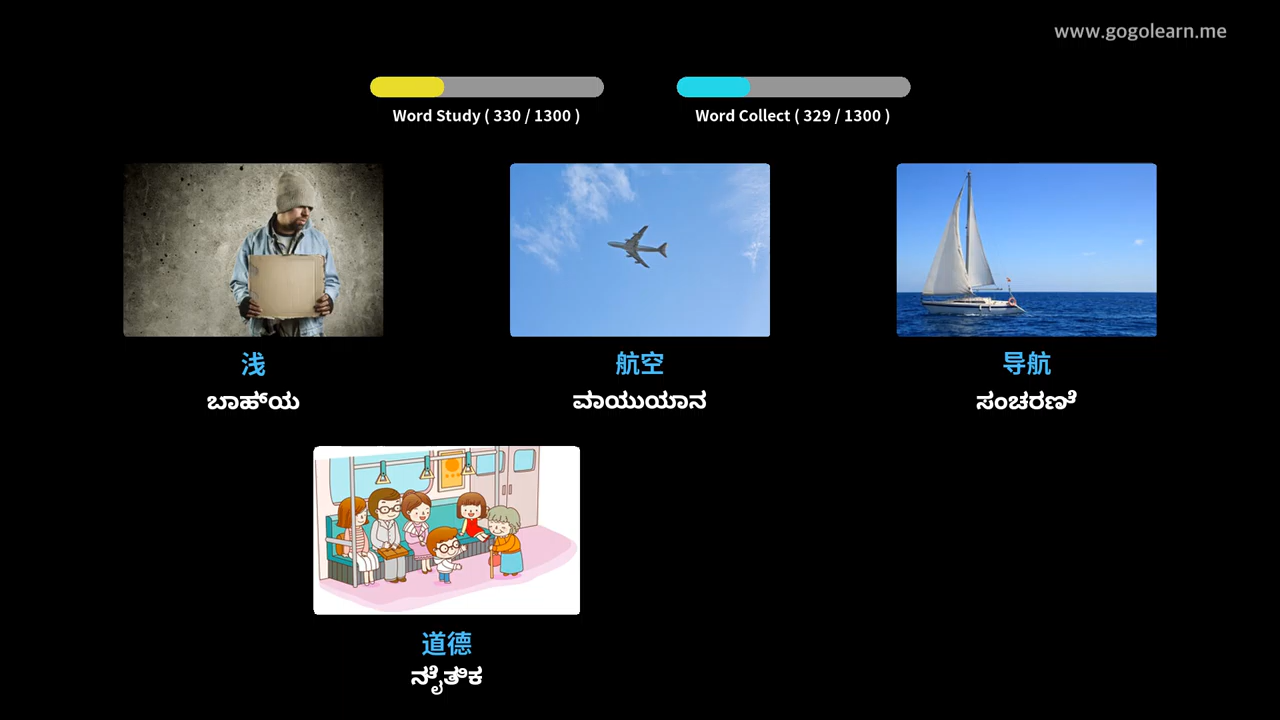 www.gogolearn.me
Word Study ( 330 / 1300 )
Word Collect ( 329 / 1300 )
浅
ಬಾಹ್ಯ
航空
ವಾಯುಯಾನ
导航
ಸಂಚರಣೆ
道德
ನೈತಿಕ